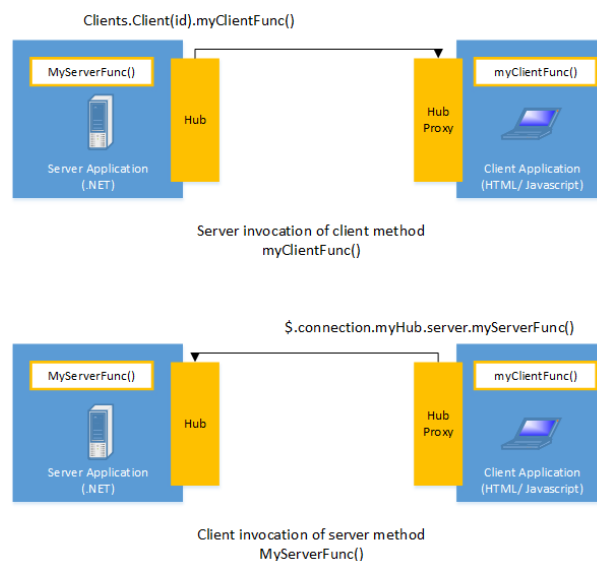 Clients.Client(id).myClientFunc()
MyServerFunc()
myClientFunc()
Hub
Hub
Proxy
Server Application
(.NET)
Client Application
(HTML/ Javascript)
Server invocation of client method
myClientFunc()
$.connection.myHub.server.myServerFunc()
MyServerFunc()
myClientFunc()
Hub
Hub
Proxy
Server Application
(.NET)
Client Application
(HTML/ Javascript)
Client invocation of server method
MyServerFunc()